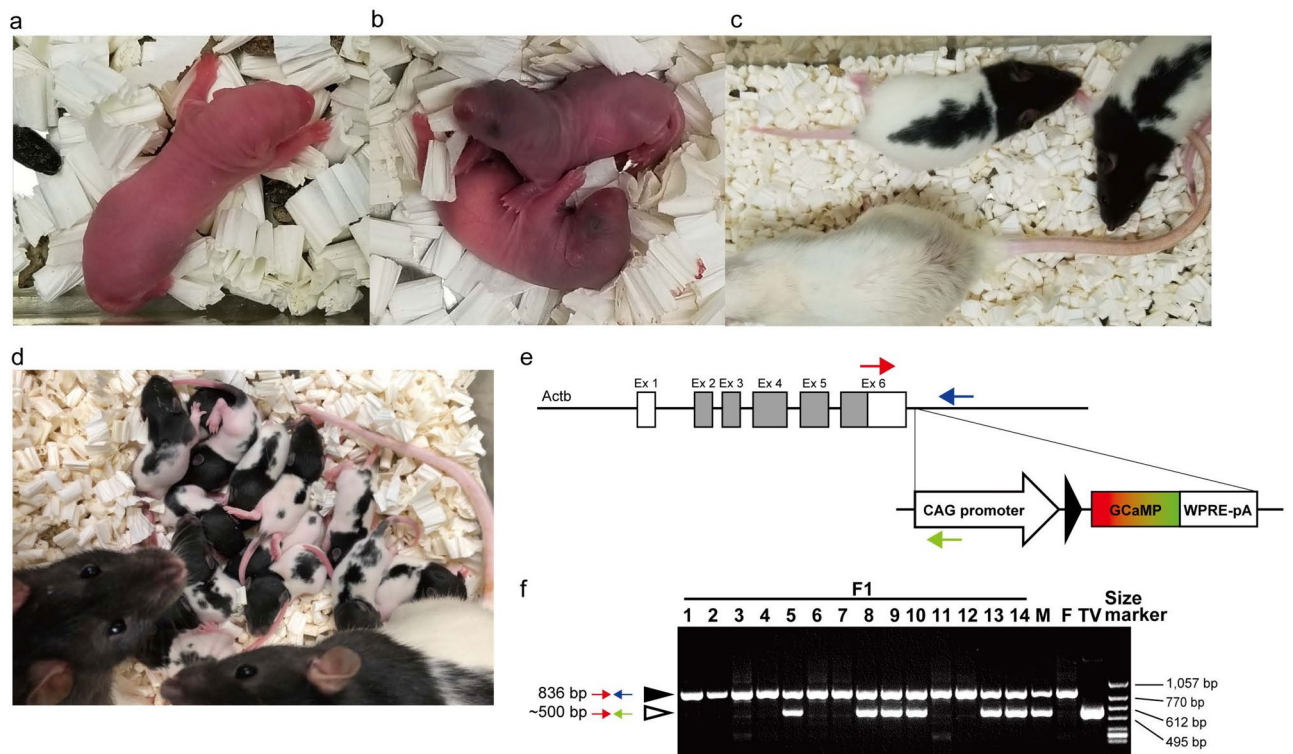 a
b
c
d
e
Actb
Ex 1
Ex 2
Ex 3
Ex 4
Ex 5
Ex 6
CAG promoter
GCaMP
WPRE-pA
f
F1
1 2 3 4 5 6 7 8 9 10 11 12 13 14 M F TV Size marker
836 bp
~500 bp
1,057 bp
770 bp
612 bp
495 bp